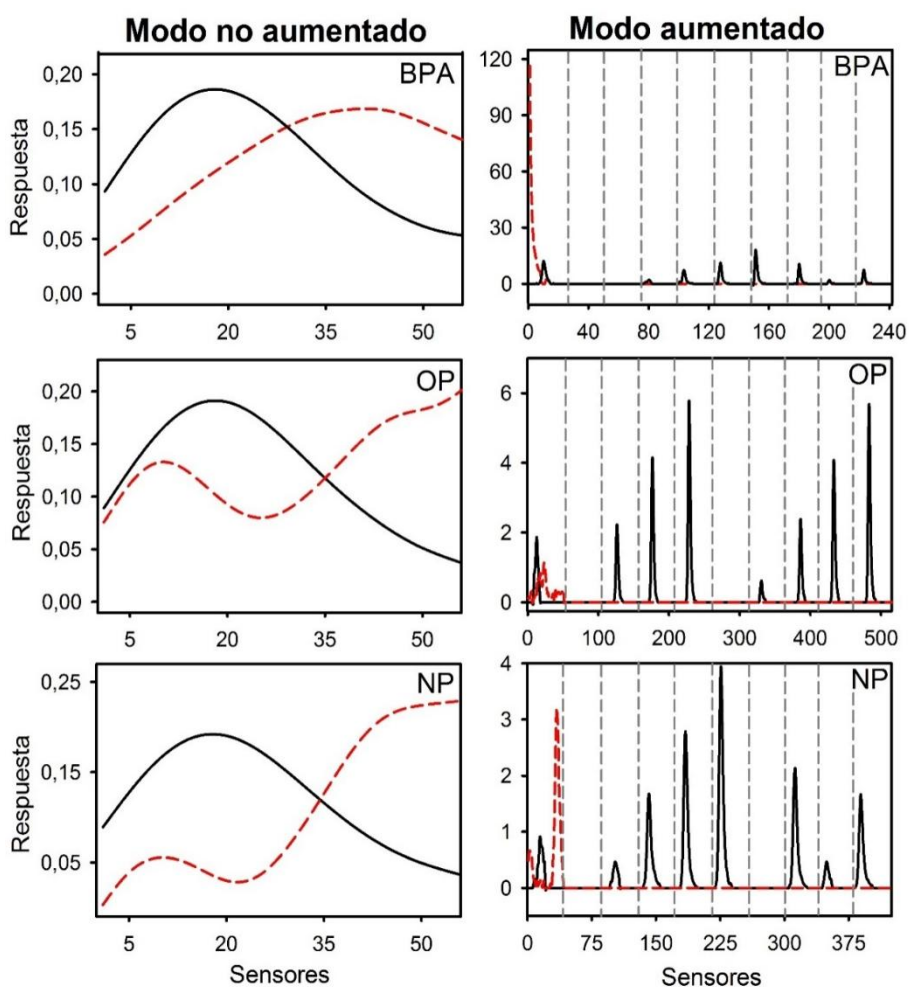 Modo no aumentado
Modo aumentado
BPA
Respuesta
0,20
0,15
0,10
0,05
0,00
5 20 35 50
BPA
120
90
60
30
0
0 40 80 120 160 200 240
OP
Respuesta
0,20
0,15
0,10
0,05
0,00
5 20 35 50
OP
6
4
2
0
0 100 200 300 400 500
NP
Respuesta
0,25
0,15
0,05
5 20 35 50
Sensores
NP
4
3
2
1
0
0 75 150 225 300 375
Sensores